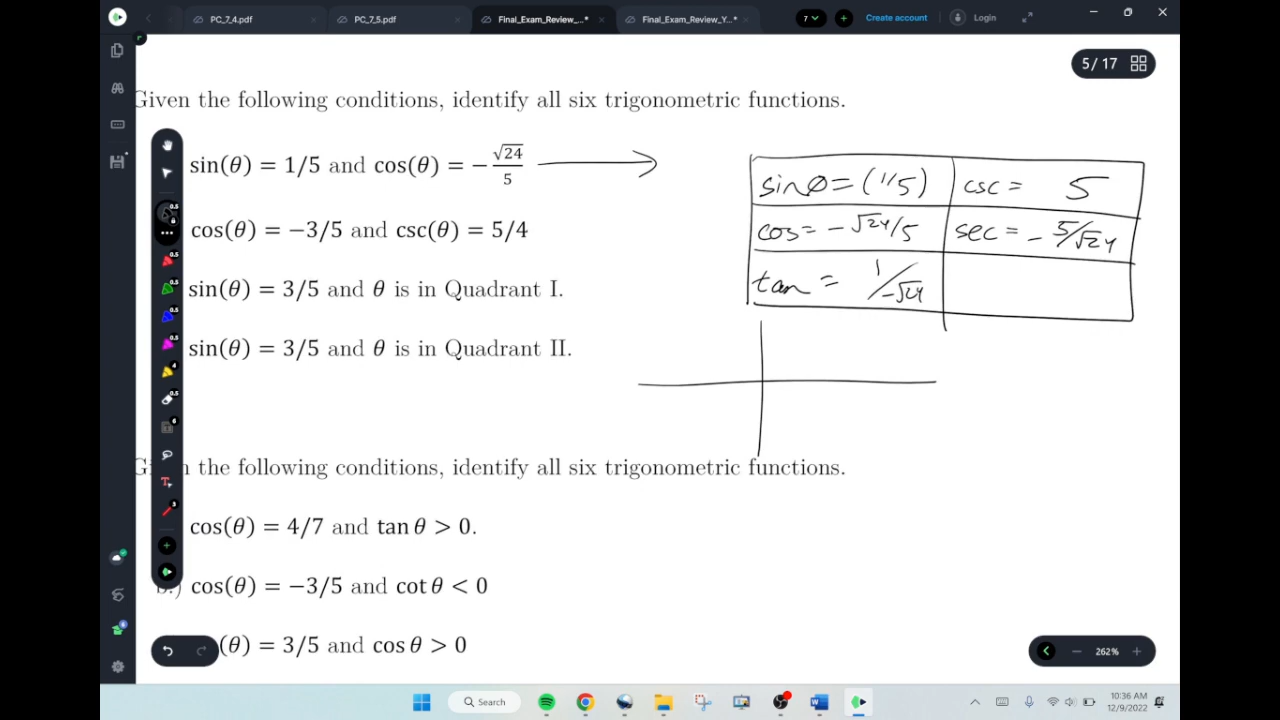 PC_7_4.pdf
PC_7_5.pdf
Final_Exam_Review_...*
Final_Exam_Review_Y...*
7
Create account
Login
5 / 17
Given the following conditions, identify all six trigonometric functions.
sin(θ) = 1/5 and cos(θ) = −√24/5
cos(θ) = −3/5 and csc(θ) = 5/4
sin(θ) = 3/5 and θ is in Quadrant I.
sin(θ) = 3/5 and θ is in Quadrant II.
sinθ = (1/5) csc = 5
cos = - √24/5 sec = - 5/√24
tan = 1/-√24
n the following conditions, identify all six trigonometric functions.
cos(θ) = 4/7 and tan θ > 0.
b.) cos(θ) = −3/5 and cot θ < 0
(θ) = 3/5 and cos θ > 0
262%
Search
10:36 AM
12/9/2022